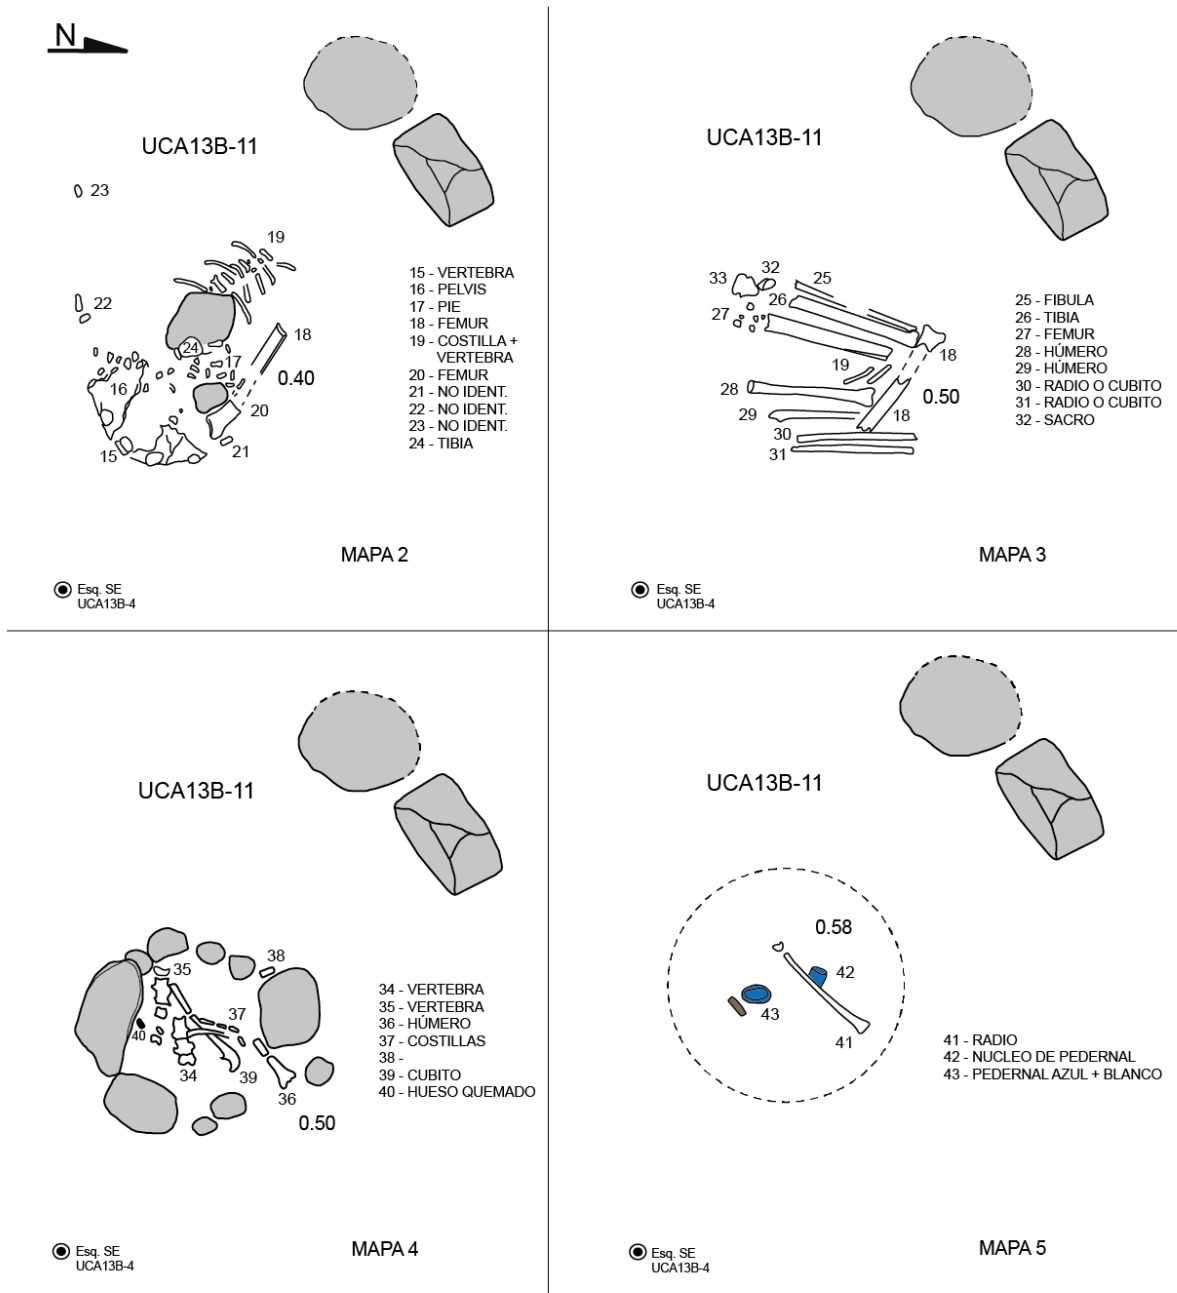 N
UCA13B-11
23
19
22
18
24
17
16
0.40
20
15
21
15 - VERTEBRA
16 - PELVIS
17 - PIE
18 - FEMUR
19 - COSTILLA +
VERTEBRA
20 - FEMUR
21 - NO IDENT.
22 - NO IDENT.
23 - NO IDENT.
24 - TIBIA
MAPA 2
Esq. SE
UCA13B-4
UCA13B-11
33
32
25
26
27
18
19
28
0.50
29
18
30
31
25 - FIBULA
26 - TIBIA
27 - FEMUR
28 - HÚMERO
29 - HÚMERO
30 - RADIO O CUBITO
31 - RADIO O CUBITO
32 - SACRO
MAPA 3
Esq. SE
UCA13B-4
UCA13B-11
35
38
37
40
34
39
36
0.50
34 - VERTEBRA
35 - VERTEBRA
36 - HÚMERO
37 - COSTILLAS
38 -
39 - CUBITO
40 - HUESO QUEMADO
MAPA 4
Esq. SE
UCA13B-4
UCA13B-11
0.58
42
43
41
41 - RADIO
42 - NUCLEO DE PEDERNAL
43 - PEDERNAL AZUL + BLANCO
MAPA 5
Esq. SE
UCA13B-4